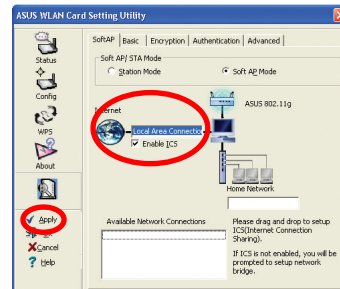 ASUS WLAN Card Setting Utility
Status
Config
WPS
About
Apply
Cancel
Help
SoftAP Basic Encryption Authentication Advanced
Soft AP/ STA Mode
Station Mode
Soft AP Mode
Internet
ASUS 802.11g
Local Area Connection
Enable ICS
Home Network
Available Network Connections
Please drag and drop to setup
ICS(Internet Connection
Sharing).
If ICS is not enabled, you will be
prompted to setup network
bridge.